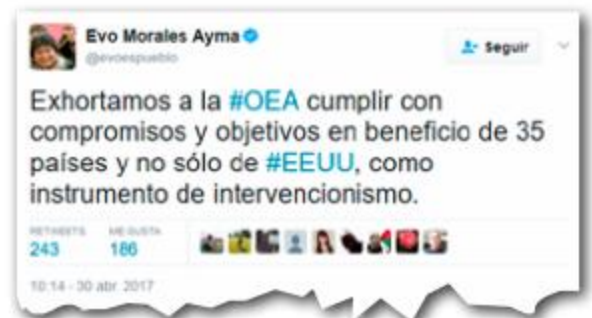 Evo Morales Ayma
@evoespueblo
Seguir
Exhortamos a la #OEA cumplir con
compromisos y objetivos en beneficio de 35
países y no sólo de #EEUU, como
instrumento de intervencionismo.
RETWEETS ME GUSTA
243 186
10:14 - 30 abr. 2017